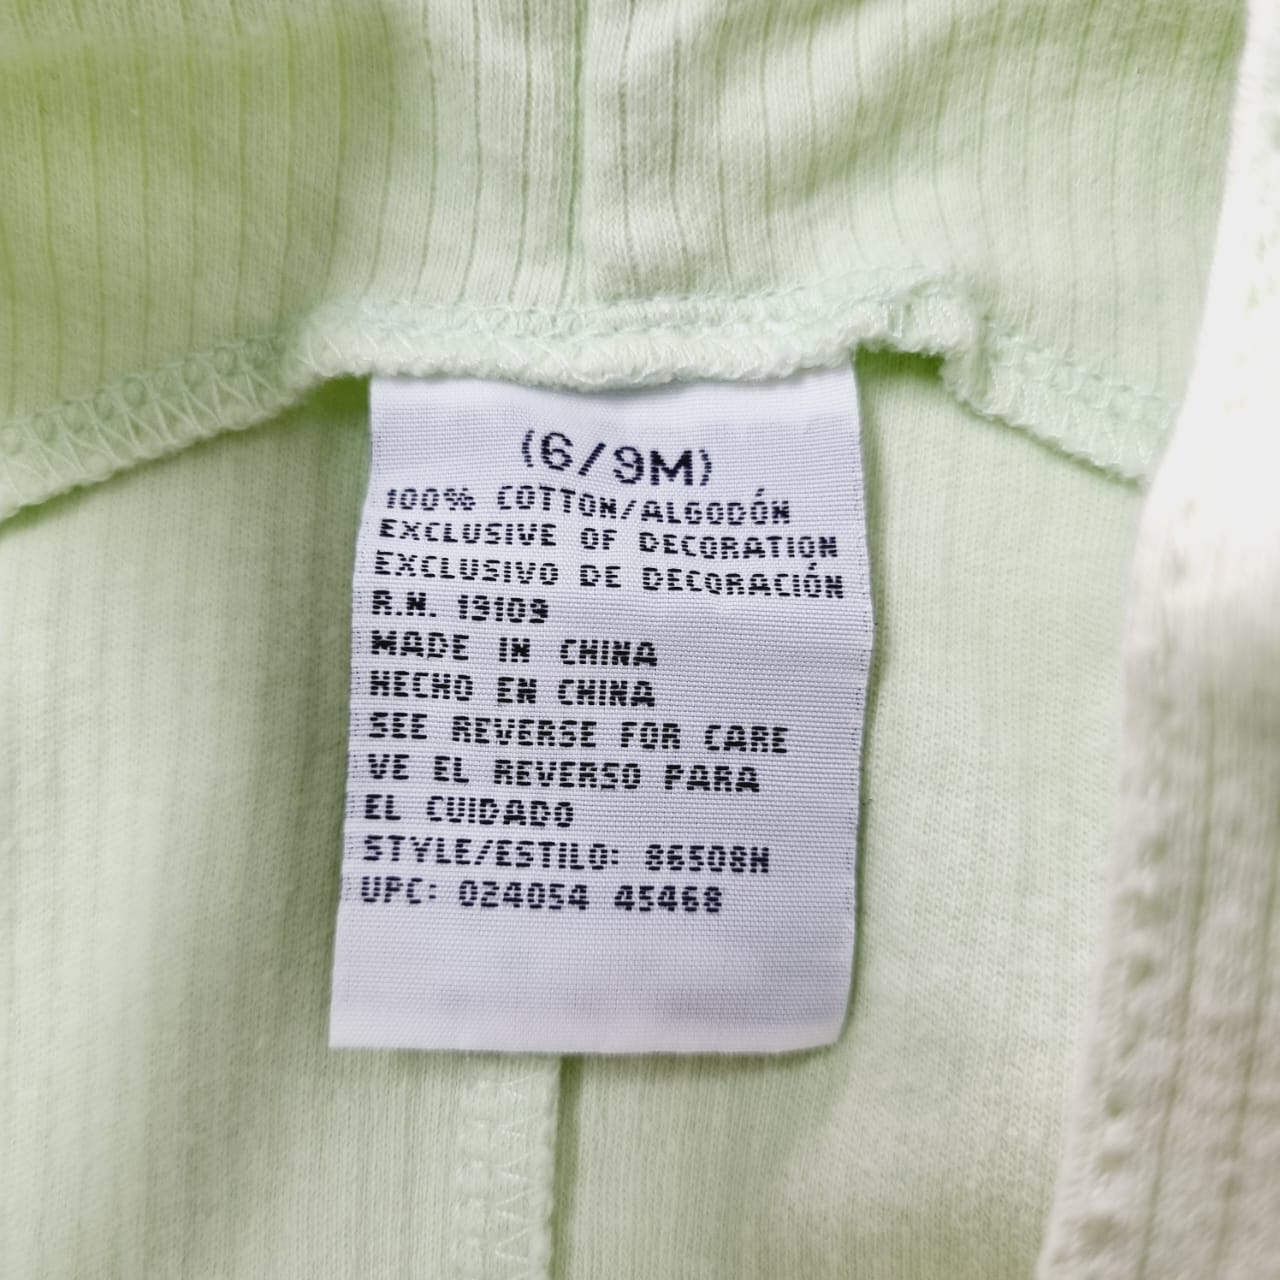 (6/9M)
100% COTTON/ALGODÓN
EXCLUSIVE OF DECORATION
EXCLUSIVO DE DECORACIÓN
R.N. 19109
MADE IN CHINA
HECHO EN CHINA
SEE REVERSE FOR CARE
VE EL REVERSO PARA
EL CUIDADO
STYLE/ESTILO: 86508H
UPC: 024054 45468